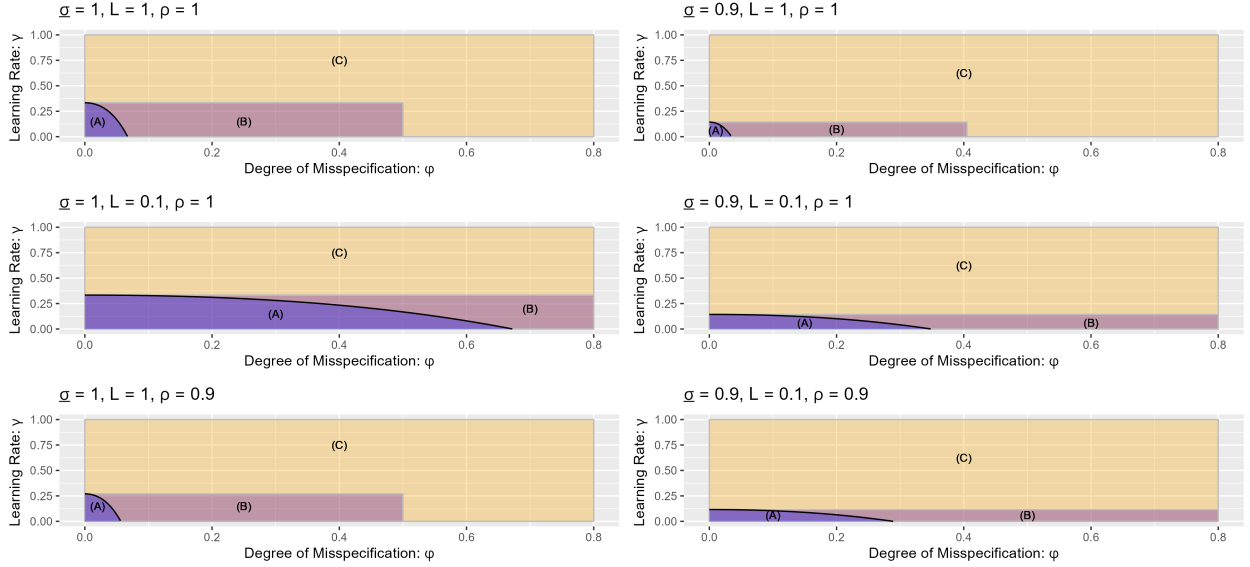 σ = 1, L = 1, ρ = 1
Learning Rate: γ
1.00
0.75
0.50
0.25
0.00
(C)
(A)
(B)
0.0
0.2
0.4
0.6
0.8
Degree of Misspecification: φ
σ = 0.9, L = 1, ρ = 1
Learning Rate: γ
1.00
0.75
0.50
0.25
0.00
(C)
(A)
(B)
0.0
0.2
0.4
0.6
0.8
Degree of Misspecification: φ
σ = 1, L = 0.1, ρ = 1
Learning Rate: γ
1.00
0.75
0.50
0.25
0.00
(C)
(A)
(B)
0.0
0.2
0.4
0.6
0.8
Degree of Misspecification: φ
σ = 0.9, L = 0.1, ρ = 1
Learning Rate: γ
1.00
0.75
0.50
0.25
0.00
(C)
(A)
(B)
0.0
0.2
0.4
0.6
0.8
Degree of Misspecification: φ
σ = 1, L = 1, ρ = 0.9
Learning Rate: γ
1.00
0.75
0.50
0.25
0.00
(C)
(A)
(B)
0.0
0.2
0.4
0.6
0.8
Degree of Misspecification: φ
σ = 0.9, L = 0.1, ρ = 0.9
Learning Rate: γ
1.00
0.75
0.50
0.25
0.00
(C)
(A)
(B)
0.0
0.2
0.4
0.6
0.8
Degree of Misspecification: φ